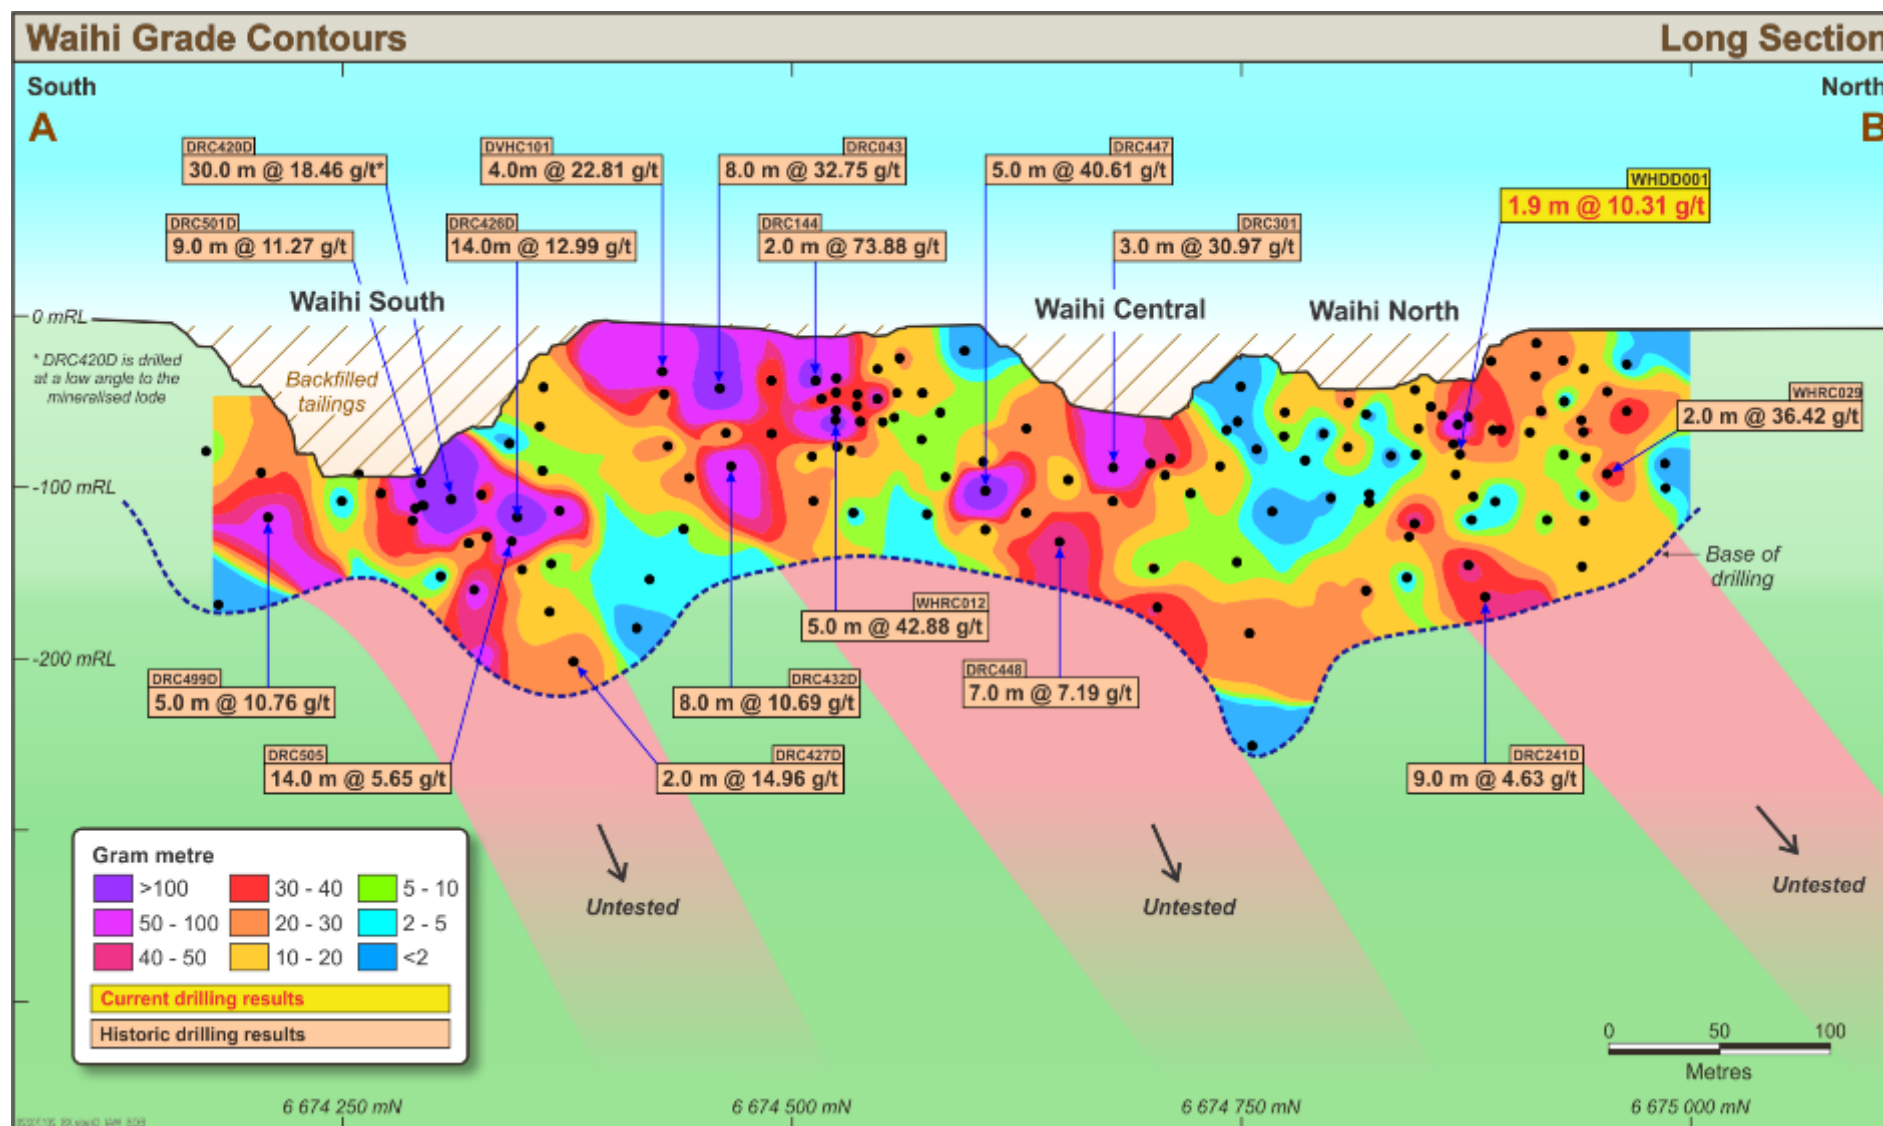 Waihi Grade Contours
Long Section
South
North
A
B
DRC420D
30.0 m @ 18.46 g/t*
DVHC101
4.0m @ 22.81 g/t
DRC043
8.0 m @ 32.75 g/t
DRC447
5.0 m @ 40.61 g/t
WHDD001
1.9 m @ 10.31 g/t
DRC501D
9.0 m @ 11.27 g/t
DRC426D
14.0m @ 12.99 g/t
DRC144
2.0 m @ 73.88 g/t
DRC301
3.0 m @ 30.97 g/t
Waihi South
Waihi Central
Waihi North
0 mRL
* DRC420D is drilled
at a low angle to the
mineralised lode
Backfilled
tailings
WHRC029
2.0 m @ 36.42 g/t
-100 mRL
Base of
drilling
WHRC012
5.0 m @ 42.88 g/t
-200 mRL
DRC499D
5.0 m @ 10.76 g/t
DRC432D
8.0 m @ 10.69 g/t
DRC448
7.0 m @ 7.19 g/t
DRC505
14.0 m @ 5.65 g/t
DRC427D
2.0 m @ 14.96 g/t
DRC241D
9.0 m @ 4.63 g/t
Untested
Untested
Untested
Gram metre
>100
30 - 40
5 - 10
50 - 100
20 - 30
2 - 5
40 - 50
10 - 20
<2
Current drilling results
Historic drilling results
0 50 100
Metres
6 674 250 mN
6 674 500 mN
6 674 750 mN
6 675 000 mN